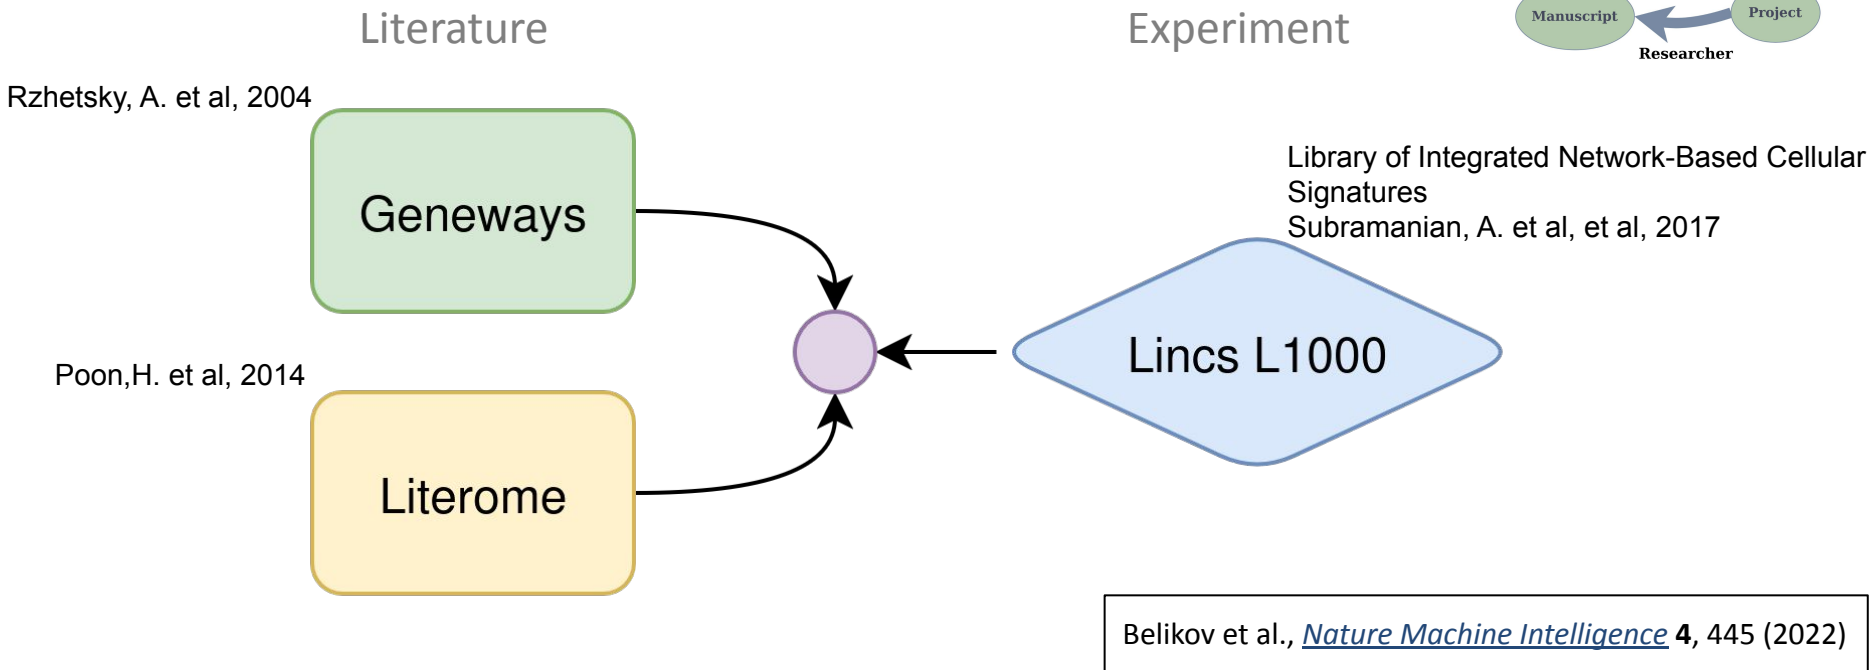 Literature
Experiment
Manuscript
Project
Researcher
Rzhetsky, A. et al, 2004
Geneways
Library of Integrated Network-Based Cellular
Signatures
Subramanian, A. et al, et al, 2017
Lincs L1000
Poon,H. et al, 2014
Literome
Belikov et al., Nature Machine Intelligence 4, 445 (2022)